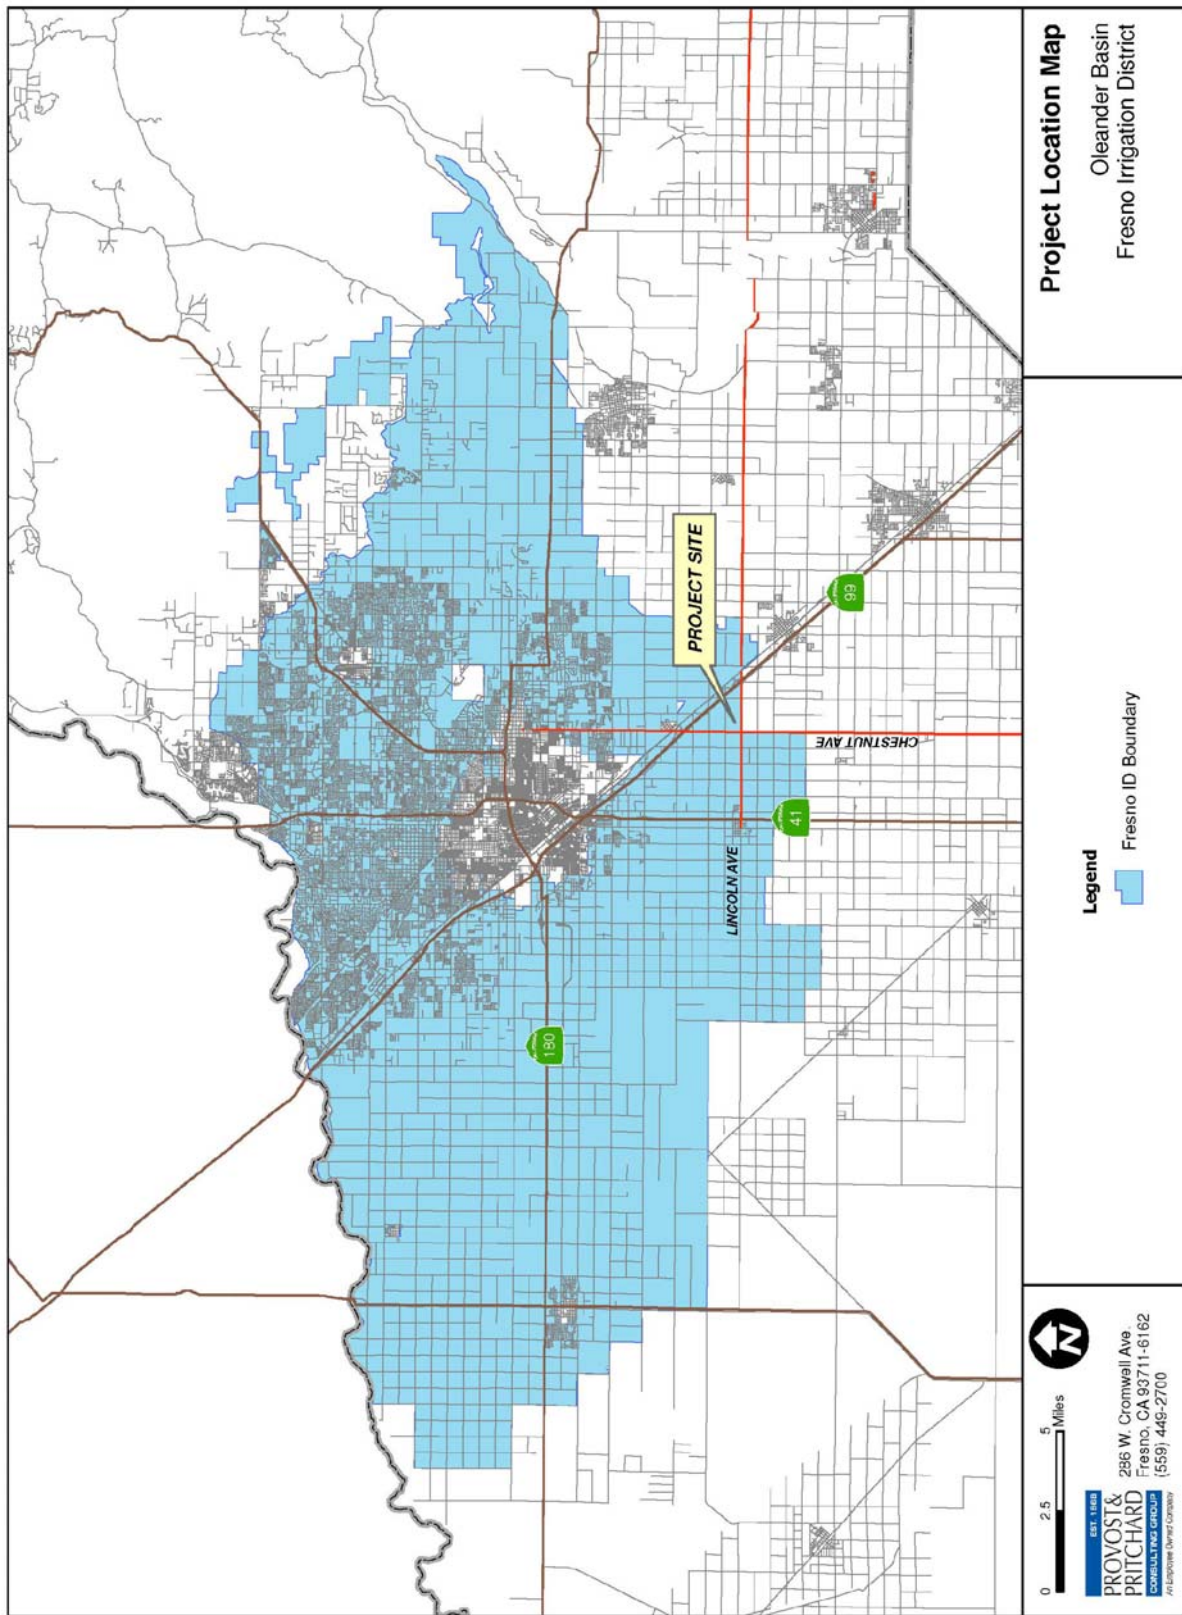 PROJECT SITE
LINCOLN AVE
CHESTNUT AVE
180
41
99
Project Location Map
Oleander Basin
Fresno Irrigation District
Legend
Fresno ID Boundary
N
0 2.5 5
Miles
EST. 1968
PROVOST&
PRITCHARD
CONSULTING GROUP
An Employee Owned Company
286 W. Cromwell Ave.
Fresno, CA 93711-6162
(559) 449-2700